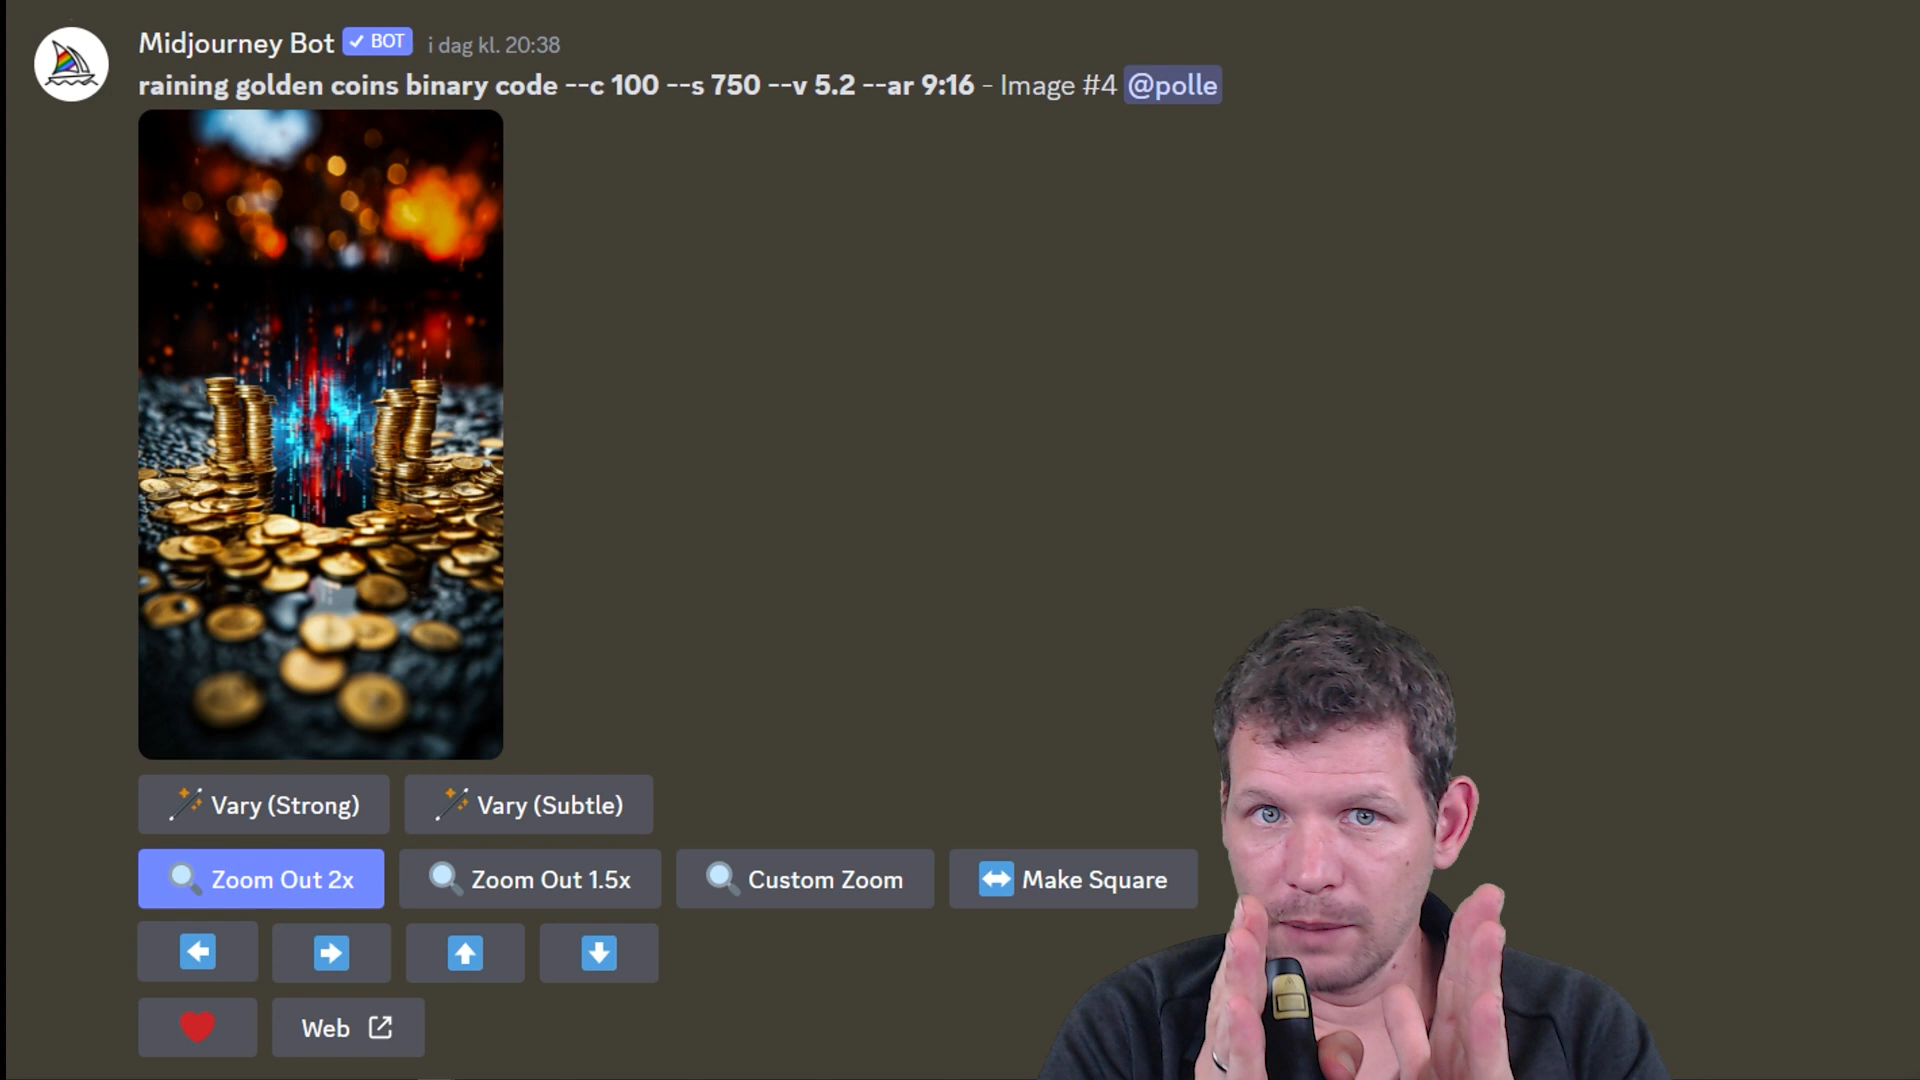 Midjourney Bot ✓ BOT i dag kl. 20:38
raining golden coins binary code --c 100 --s 750 --v 5.2 --ar 9:16 - Image #4 @polle
Vary (Strong) Vary (Subtle)
Zoom Out 2x Zoom Out 1.5x Custom Zoom Make Square
Web